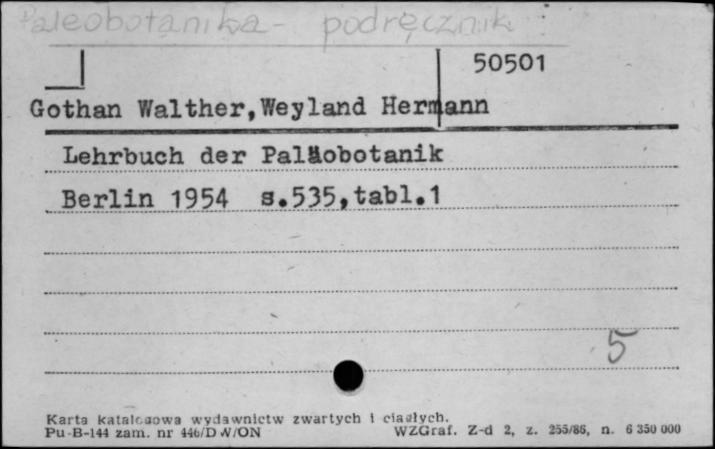 Paleobotanika - podręcznik
50501
Gothan Walther,Weyland Hermann
Lehrbuch der Paläobotanik
Berlin 1954 s.535,tabl.1
5
Karta katalogowa wydawnictw zwartych i ciągłych.
Pu-B-144 zam. nr 446/DW/ON WZGraf. Z-d 2, z. 255/86, n. 6 350 000